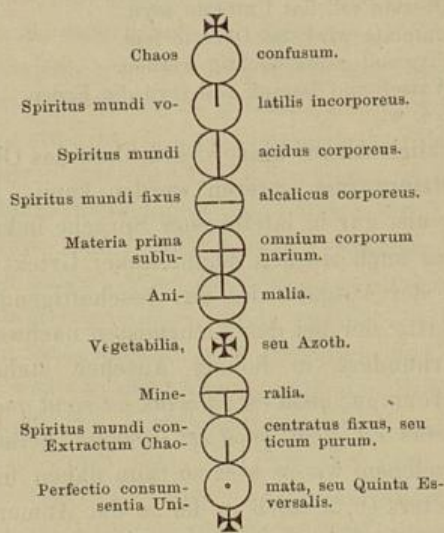 Chaos confusum.
Spiritus mundi vo- latilis incorporeus.
Spiritus mundi acidus corporeus.
Spiritus mundi fixus alcalicus corporeus.
Materia prima omnium corporum
sublu- narium.
Ani- malia.
Vegetabilia, seu Azoth.
Mine- ralia.
Spiritus mundi con- centratus fixus, seu
Extractum Chao- ticum purum.
Perfectio consum- mata, seu Quinta Es-
sentia Uni- versalis.